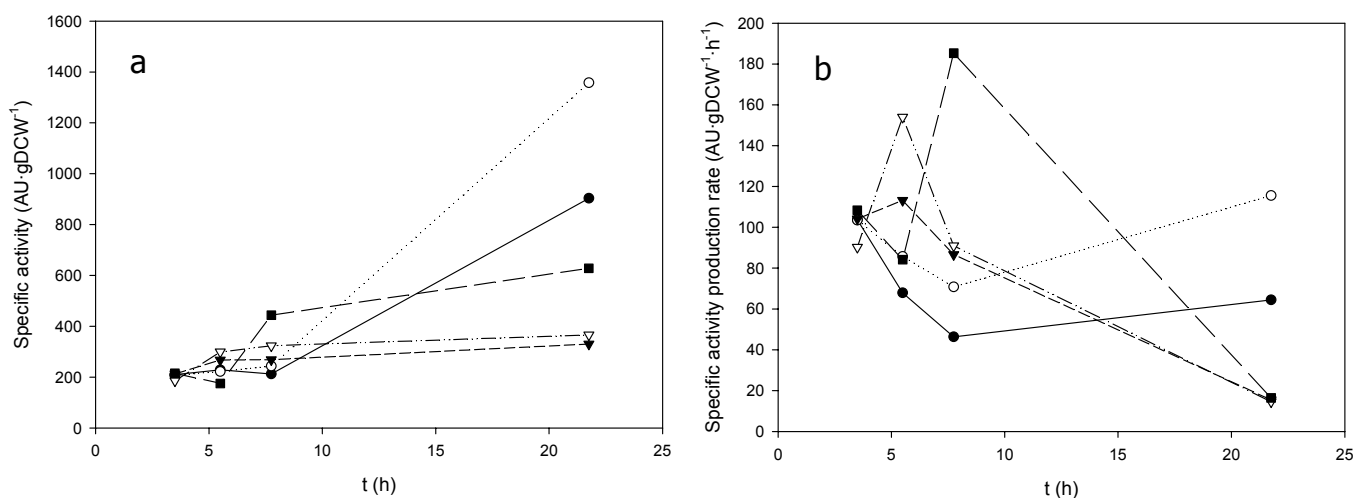 a
Specific activity (AU·gDCW⁻¹)
1600
1400
1200
1000
800
600
400
200
0
0 5 10 15 20 25
t (h)
b
Specific activity production rate (AU·gDCW⁻¹·h⁻¹)
200
180
160
140
120
100
80
60
40
20
0
0 5 10 15 20 25
t (h)